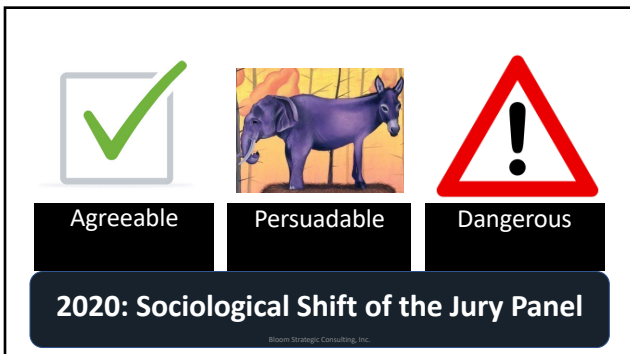 Agreeable
Persuadable
Dangerous
2020: Sociological Shift of the Jury Panel
Bloom Strategic Consulting, Inc.